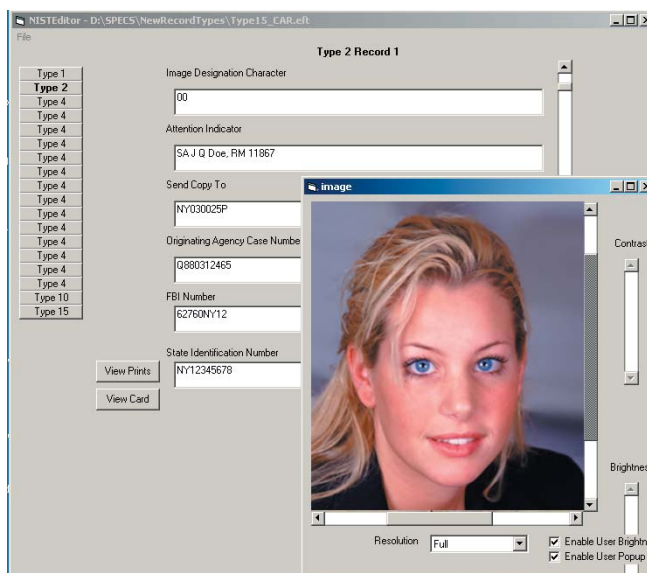 NISTEditor - D:\SPECS\NewRecordTypes\Type15_CAR.eft
File
Type 2 Record 1
Type 1
Type 2
Type 4
Type 4
Type 4
Type 4
Type 4
Type 4
Type 4
Type 4
Type 4
Type 4
Type 4
Type 4
Type 4
Type 4
Type 10
Type 15
Image Designation Character
00
Attention Indicator
SA J Q Doe, RM 11867
Send Copy To
NY030025P
Originating Agency Case Numbe
Q880312465
FBI Number
62760NY12
State Identification Number
NY12345678
View Prints
View Card
image
Contras
Brightnes
Resolution
Full
Enable User Brightn
Enable User Popup